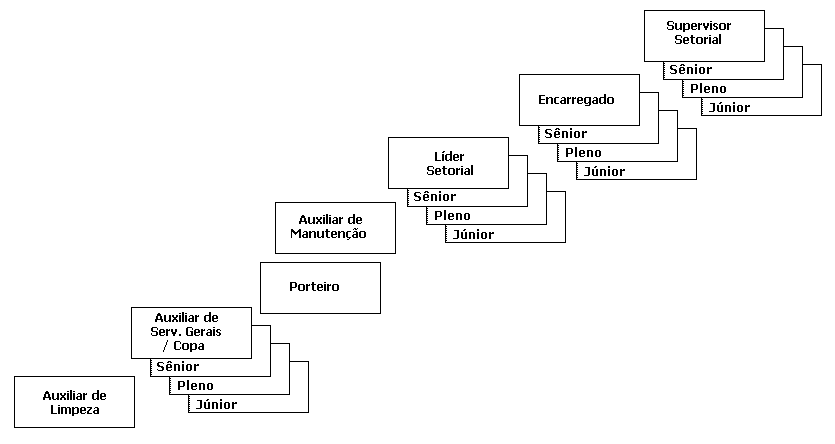 Supervisor
Setorial
Sênior
Pleno
Júnior
Encarregado
Sênior
Pleno
Júnior
Líder
Setorial
Sênior
Pleno
Júnior
Auxiliar de
Manutenção
Porteiro
Auxiliar de
Serv. Gerais
/ Copa
Sênior
Pleno
Júnior
Auxiliar de
Limpeza